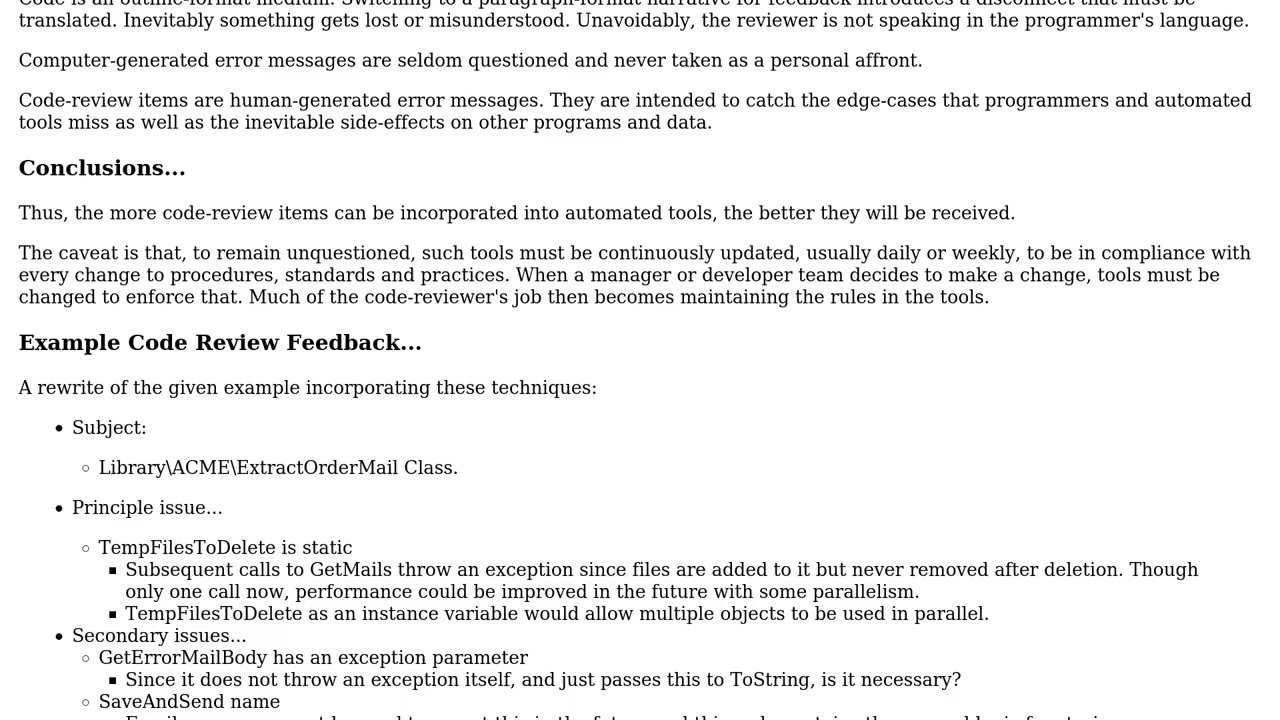 Code is an outline-format medium. Switching to a paragraph-format narrative for feedback introduces a disconnect that must be
translated. Inevitably something gets lost or misunderstood. Unavoidably, the reviewer is not speaking in the programmer's language.
Computer-generated error messages are seldom questioned and never taken as a personal affront.
Code-review items are human-generated error messages. They are intended to catch the edge-cases that programmers and automated
tools miss as well as the inevitable side-effects on other programs and data.
Conclusions...
Thus, the more code-review items can be incorporated into automated tools, the better they will be received.
The caveat is that, to remain unquestioned, such tools must be continuously updated, usually daily or weekly, to be in compliance with
every change to procedures, standards and practices. When a manager or developer team decides to make a change, tools must be
changed to enforce that. Much of the code-reviewer's job then becomes maintaining the rules in the tools.
Example Code Review Feedback...
A rewrite of the given example incorporating these techniques:
Subject:
Library\ACME\ExtractOrderMail Class.
Principle issue...
TempFilesToDelete is static
Subsequent calls to GetMails throw an exception since files are added to it but never removed after deletion. Though
only one call now, performance could be improved in the future with some parallelism.
TempFilesToDelete as an instance variable would allow multiple objects to be used in parallel.
Secondary issues...
GetErrorMailBody has an exception parameter
Since it does not throw an exception itself, and just passes this to ToString, is it necessary?
SaveAndSend name